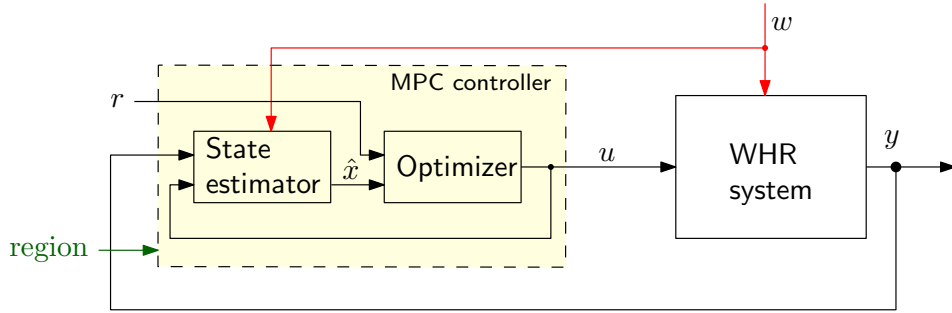 w
MPC controller
r
State
estimator
x̂
Optimizer
u
WHR
system
y
region